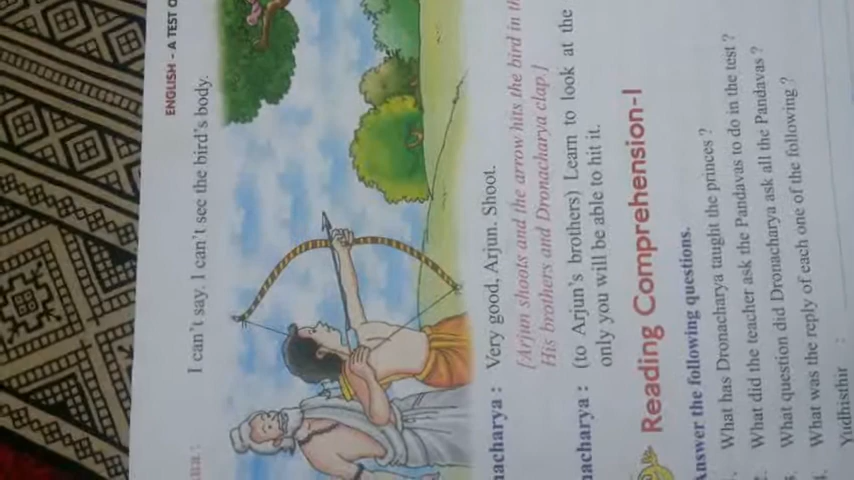 ENGLISH - A TEST O
I can't say. I can't see the bird's body.
nacharya : Very good, Arjun. Shoot.
[Arjun shoots and the arrow hits the bird in th
His brothers and Dronacharya clap.]
nacharya : (to Arjun's brothers) Learn to look at the
only you will be able to hit it.
Reading Comprehension-I
Answer the following questions.
What has Dronacharya taught the princes ?
What did the teacher ask the Pandavas to do in the test ?
What question did Dronacharya ask all the Pandavas ?
What was the reply of each one of the following ?
Yudhisthir :